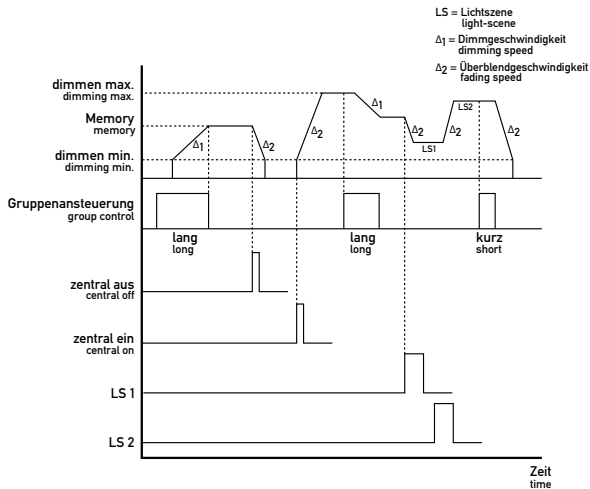 LS = Lichtszene
light-scene
Δ1 = Dimmgeschwindigkeit
dimming speed
Δ2 = Überblendgeschwindigkeit
fading speed
dimmen max.
dimming max.
Δ1
LS2
Memory
memory
Δ1
Δ2
Δ2
Δ2
Δ2
Δ2
LS1
dimmen min.
dimming min.
Gruppenansteuerung
group control
lang
long
lang
long
kurz
short
zentral aus
central off
zentral ein
central on
LS 1
LS 2
Zeit
time